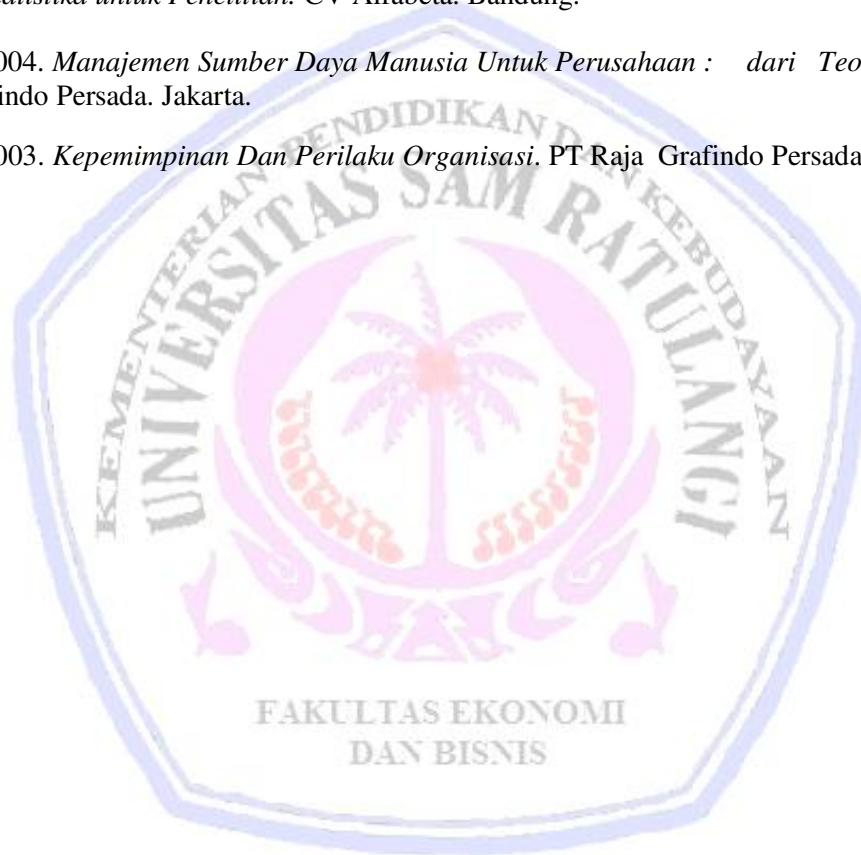 atistika untuk Penelitian. CV Alfabeta. Bandung.
004. Manajemen Sumber Daya Manusia Untuk Perusahaan : dari Teo
indo Persada. Jakarta.
003. Kepemimpinan Dan Perilaku Organisasi. PT Raja Grafindo Persada
KEMENTERIAN PENDIDIKAN DAN KEBUDAYAAN
UNIVERSITAS SAM RATULANGI
FAKULTAS EKONOMI
DAN BISNIS